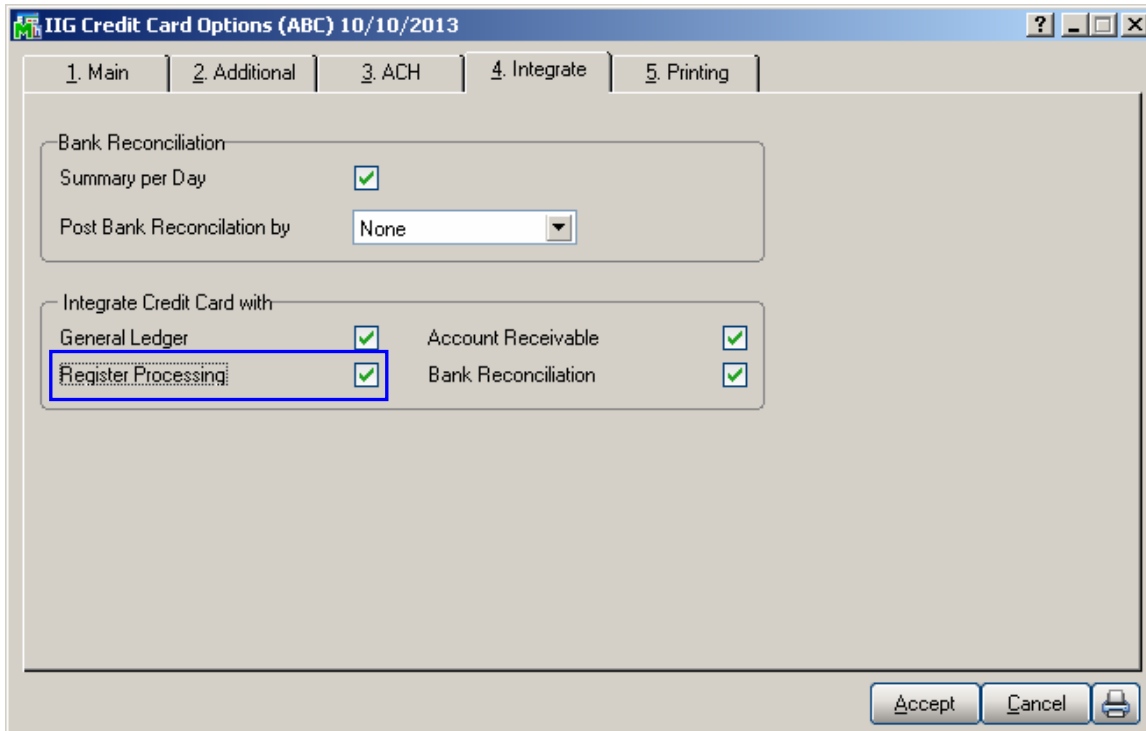 IIG Credit Card Options (ABC) 10/10/2013
1. Main 2. Additional 3. ACH 4. Integrate 5. Printing
Bank Reconciliation
Summary per Day
Post Bank Reconcilation by None
Integrate Credit Card with
General Ledger Account Receivable
Register Processing Bank Reconciliation
Accept Cancel